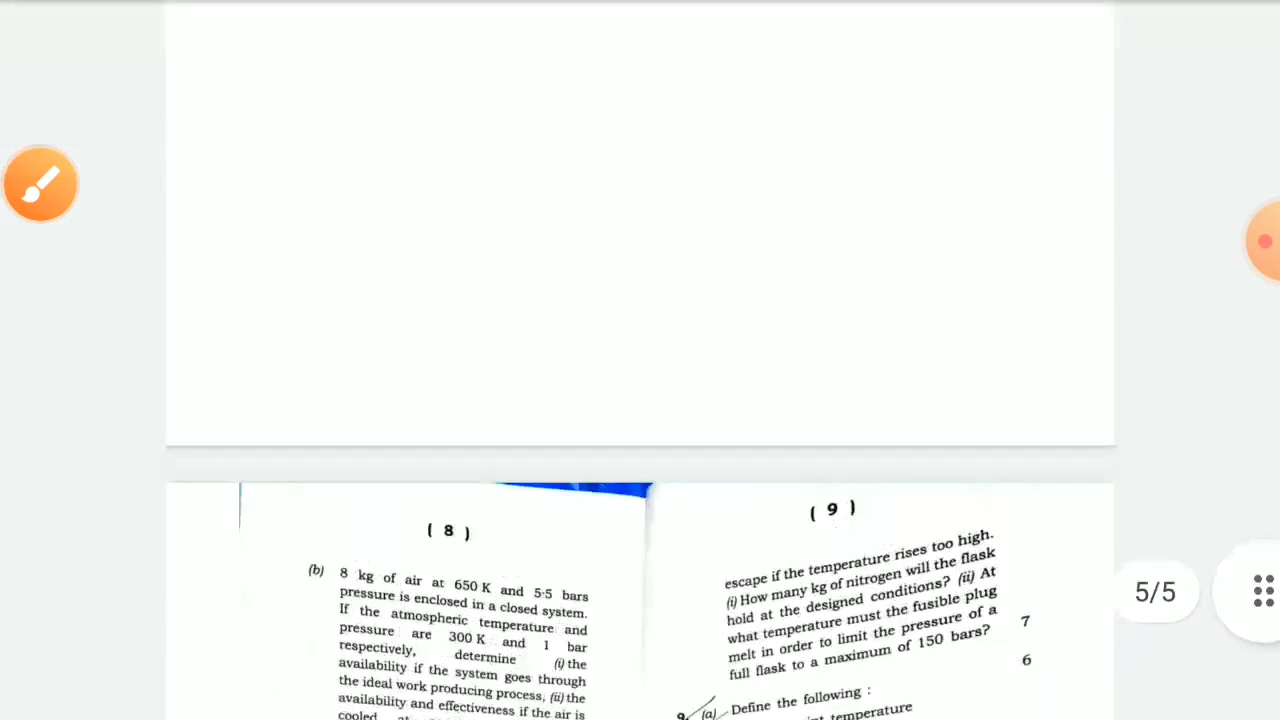 ( 8 )
(b) 8 kg of air at 650 K and 5·5 bars
pressure is enclosed in a closed system.
If the atmospheric temperature and
pressure are 300 K and 1 bar
respectively, determine (i) the
availability if the system goes through
the ideal work producing process, (ii) the
availability and effectiveness if the air is
cooled
( 9 )
escape if the temperature rises too high.
(i) How many kg of nitrogen will the flask
hold at the designed conditions? (ii) At
what temperature must the fusible plug
melt in order to limit the pressure of a
full flask to a maximum of 150 bars? 7
6
9. (a) Define the following :
temperature
5/5